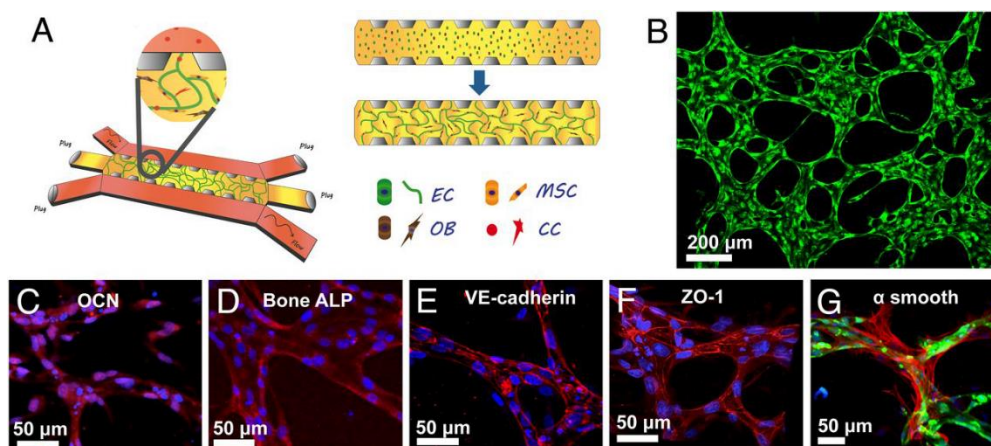 A
Plug
Plug
Flow
Plug
Plug
Flow
EC
MSC
OB
CC
B
200 µm
C
OCN
50 µm
D
Bone ALP
50 µm
E
VE-cadherin
50 µm
F
ZO-1
50 µm
G
α smooth
50 µm